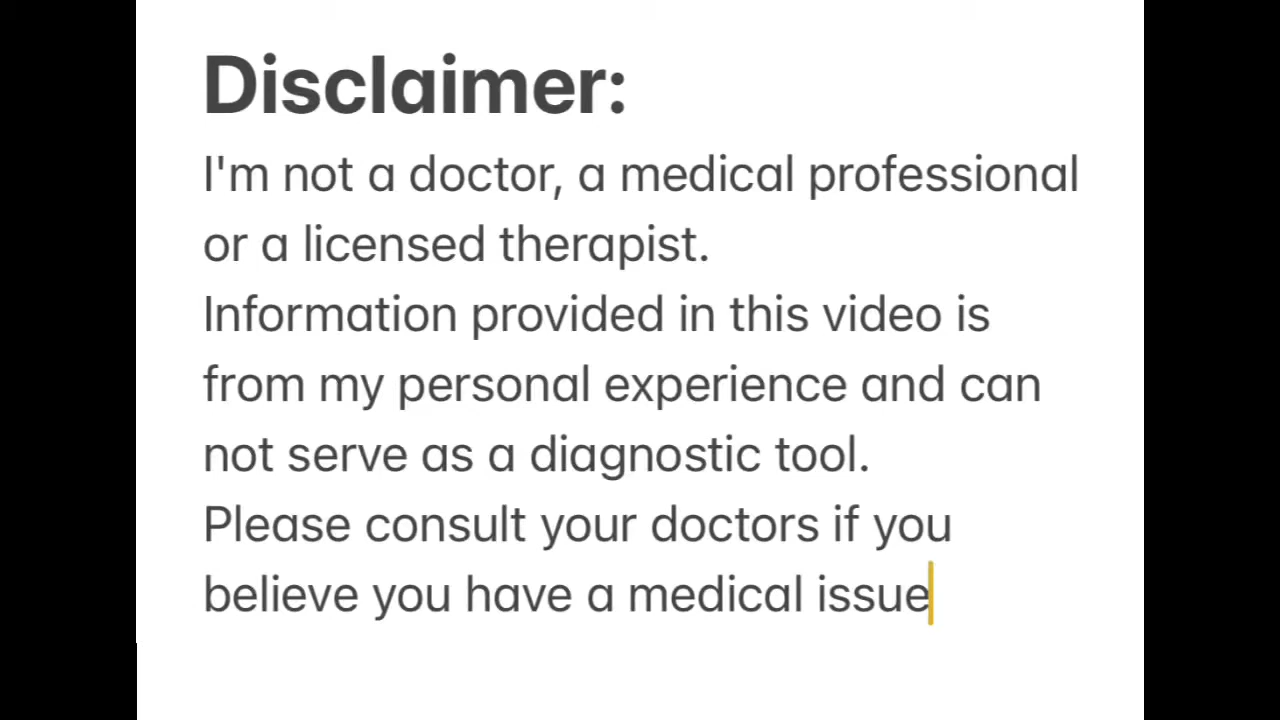 Disclaimer:
I'm not a doctor, a medical professional
or a licensed therapist.
Information provided in this video is
from my personal experience and can
not serve as a diagnostic tool.
Please consult your doctors if you
believe you have a medical issue